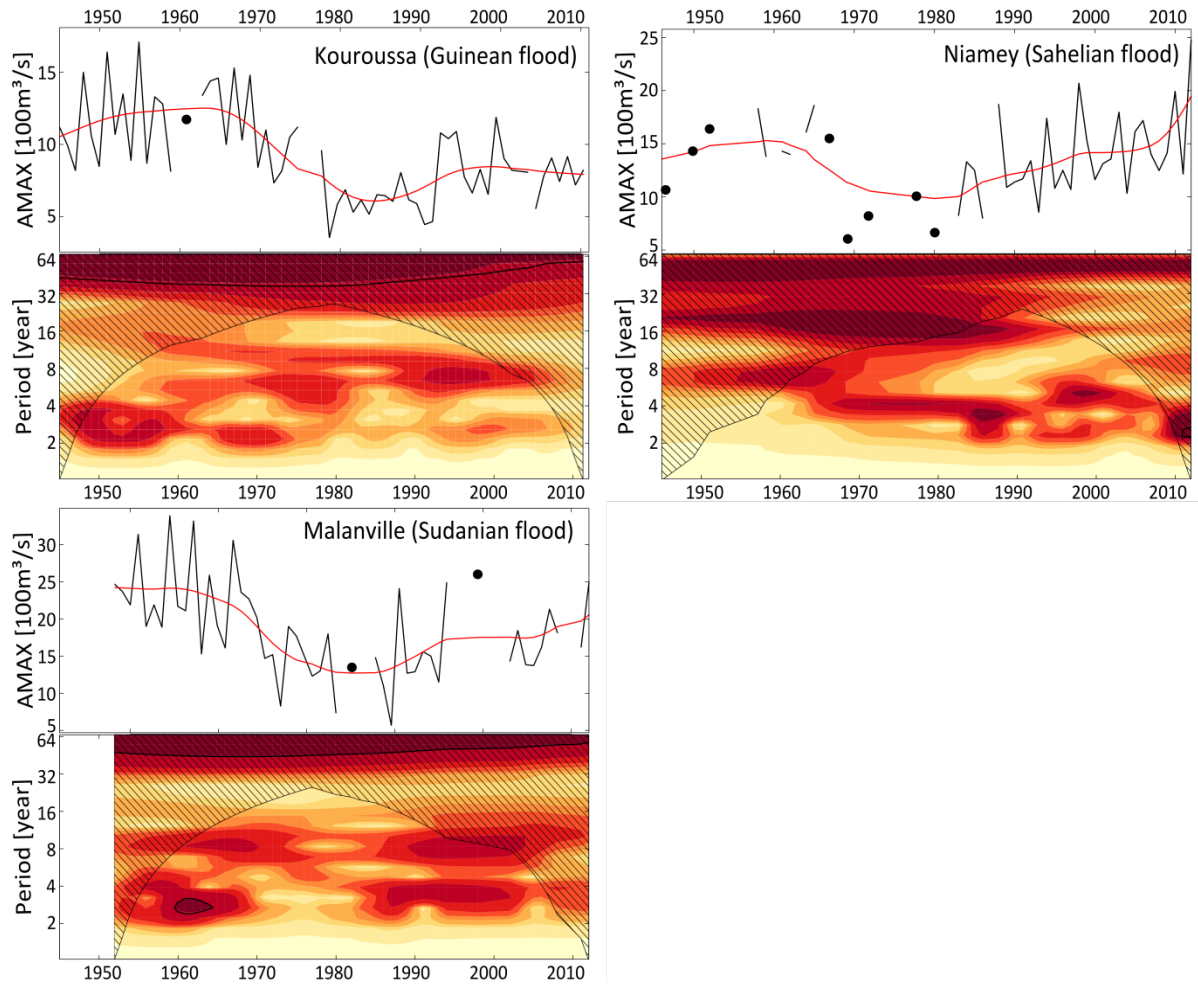 1950 1960 1970 1980 1990 2000 2010
1950 1960 1970 1980 1990 2000 2010
Kouroussa (Guinean flood)
AMAX [100m³/s]
15
10
5
Period [year]
64
32
16
8
4
2
1950 1960 1970 1980 1990 2000 2010
Niamey (Sahelian flood)
AMAX [100m³/s]
25
20
15
10
5
Period [year]
64
32
16
8
4
2
1950 1960 1970 1980 1990 2000 2010
Malanville (Sudanian flood)
AMAX [100m³/s]
30
25
20
15
10
5
Period [year]
64
32
16
8
4
2
1950 1960 1970 1980 1990 2000 2010